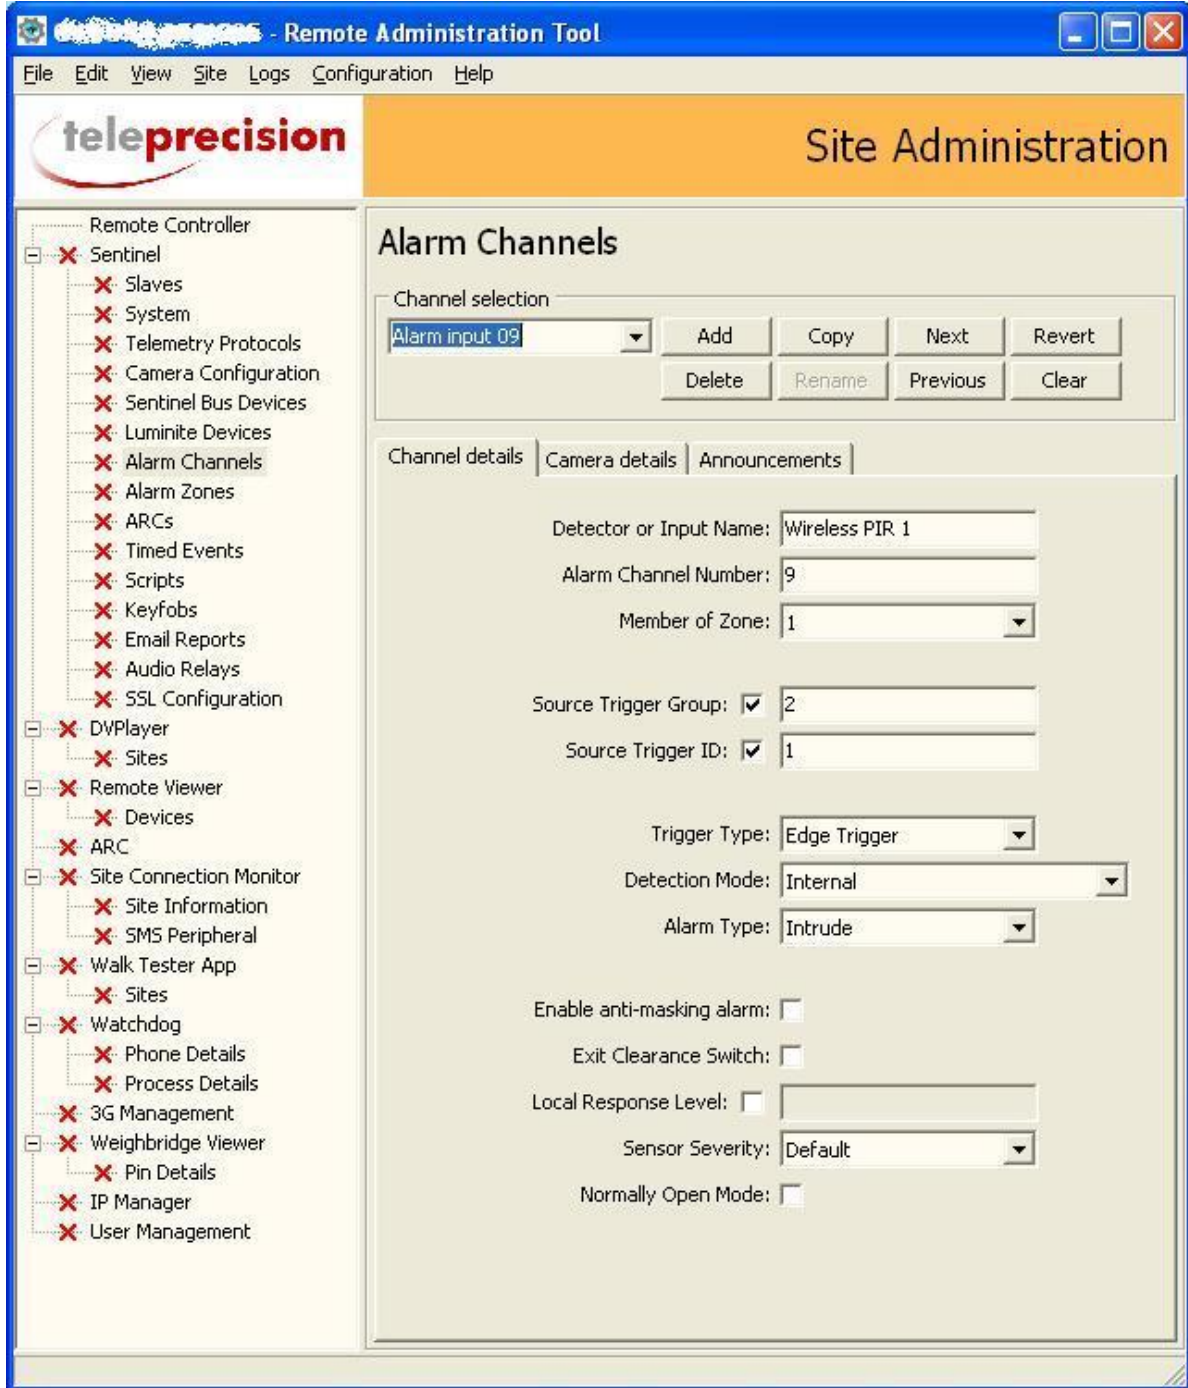 - Remote Administration Tool
File Edit View Site Logs Configuration Help
teleprecision
Site Administration
Remote Controller
Sentinel
Slaves
System
Telemetry Protocols
Camera Configuration
Sentinel Bus Devices
Luminite Devices
Alarm Channels
Alarm Zones
ARCs
Timed Events
Scripts
Keyfobs
Email Reports
Audio Relays
SSL Configuration
DVPlayer
Sites
Remote Viewer
Devices
ARC
Site Connection Monitor
Site Information
SMS Peripheral
Walk Tester App
Sites
Watchdog
Phone Details
Process Details
3G Management
Weighbridge Viewer
Pin Details
IP Manager
User Management
Alarm Channels
Channel selection
Alarm input 09 Add Copy Next Revert
Delete Rename Previous Clear
Channel details Camera details Announcements
Detector or Input Name: Wireless PIR 1
Alarm Channel Number: 9
Member of Zone: 1
Source Trigger Group: 2
Source Trigger ID: 1
Trigger Type: Edge Trigger
Detection Mode: Internal
Alarm Type: Intrude
Enable anti-masking alarm:
Exit Clearance Switch:
Local Response Level:
Sensor Severity: Default
Normally Open Mode: